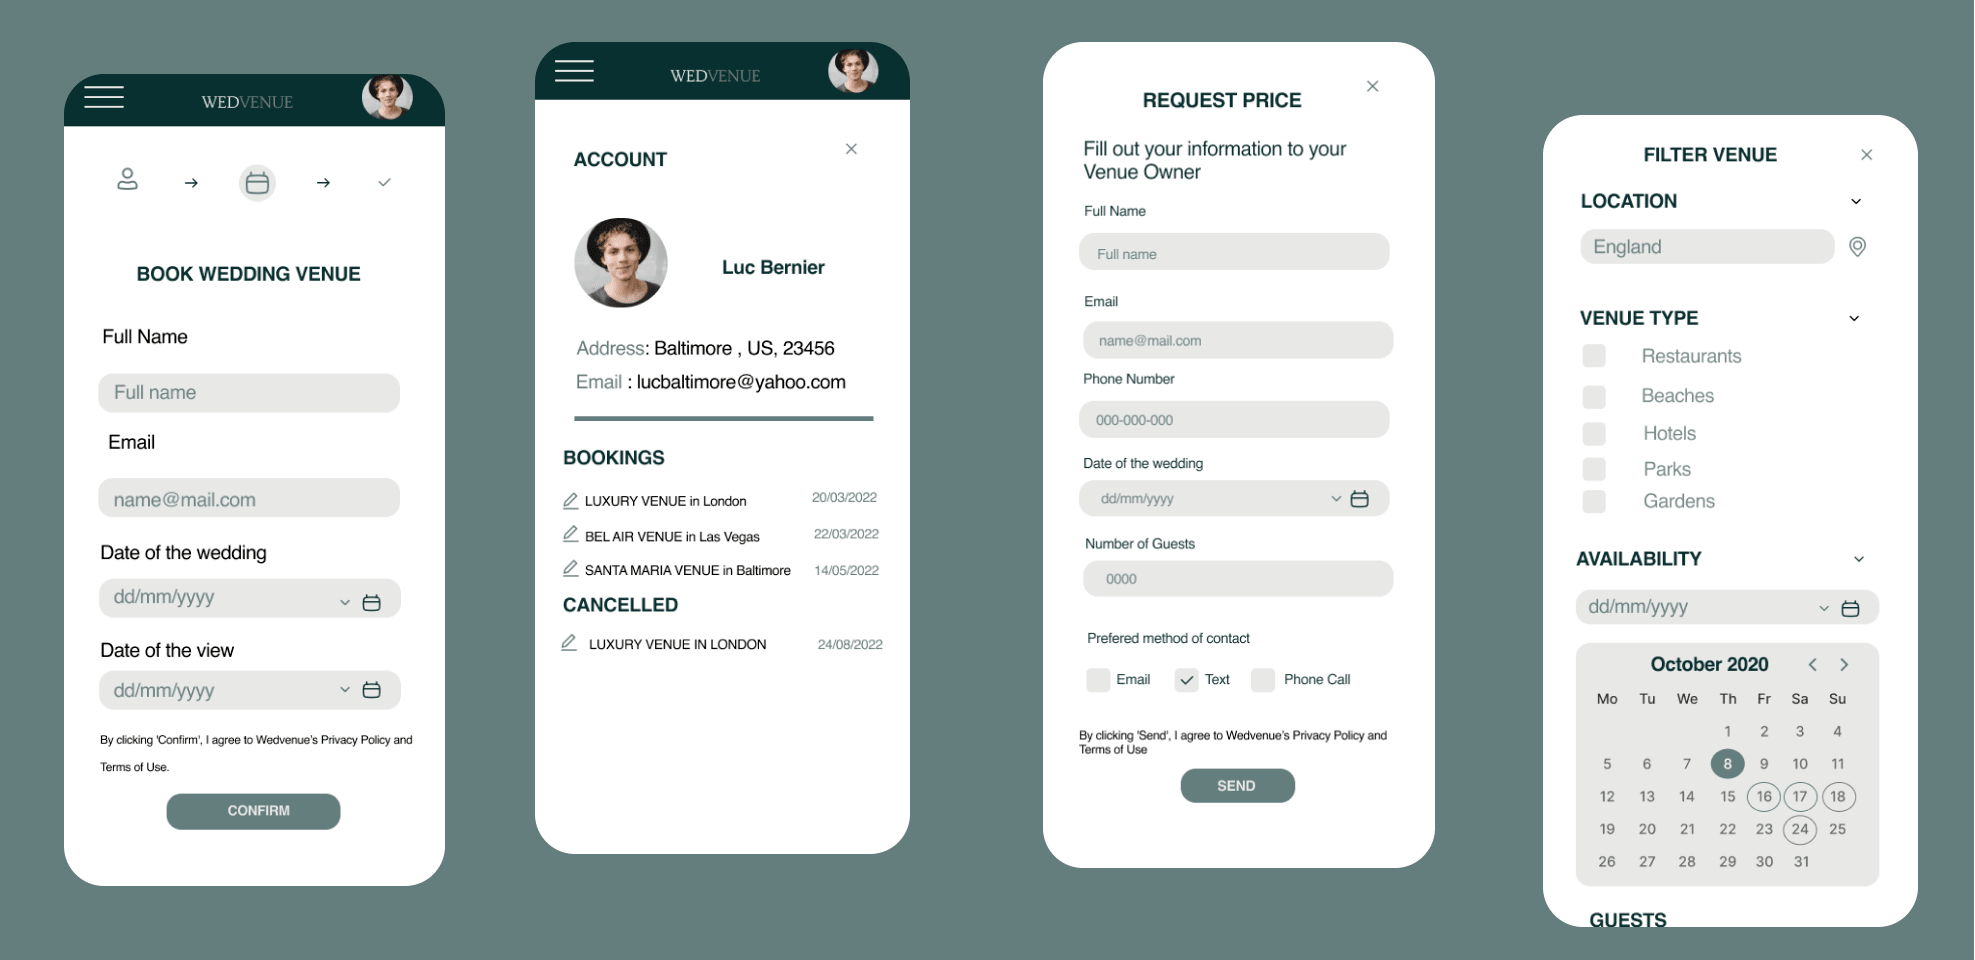 WEDVENUE
BOOK WEDDING VENUE
Full Name
Full name
Email
name@mail.com
Date of the wedding
dd/mm/yyyy
Date of the view
dd/mm/yyyy
By clicking 'Confirm', I agree to Wedvenue's Privacy Policy and
Terms of Use.
CONFIRM
WEDVENUE
ACCOUNT
Luc Bernier
Address: Baltimore , US, 23456
Email : lucbaltimore@yahoo.com
BOOKINGS
LUXURY VENUE in London 20/03/2022
BEL AIR VENUE in Las Vegas 22/03/2022
SANTA MARIA VENUE in Baltimore 14/05/2022
CANCELLED
LUXURY VENUE IN LONDON 24/08/2022
REQUEST PRICE
Fill out your information to your
Venue Owner
Full Name
Full name
Email
name@mail.com
Phone Number
000-000-000
Date of the wedding
dd/mm/yyyy
Number of Guests
0000
Prefered method of contact
Email Text Phone Call
By clicking 'Send', I agree to Wedvenue's Privacy Policy and
Terms of Use
SEND
FILTER VENUE
LOCATION
England
VENUE TYPE
Restaurants
Beaches
Hotels
Parks
Gardens
AVAILABILITY
dd/mm/yyyy
October 2020
Mo Tu We Th Fr Sa Su
1 2 3 4
5 6 7 8 9 10 11
12 13 14 15 16 17 18
19 20 21 22 23 24 25
26 27 28 29 30 31
GUESTS